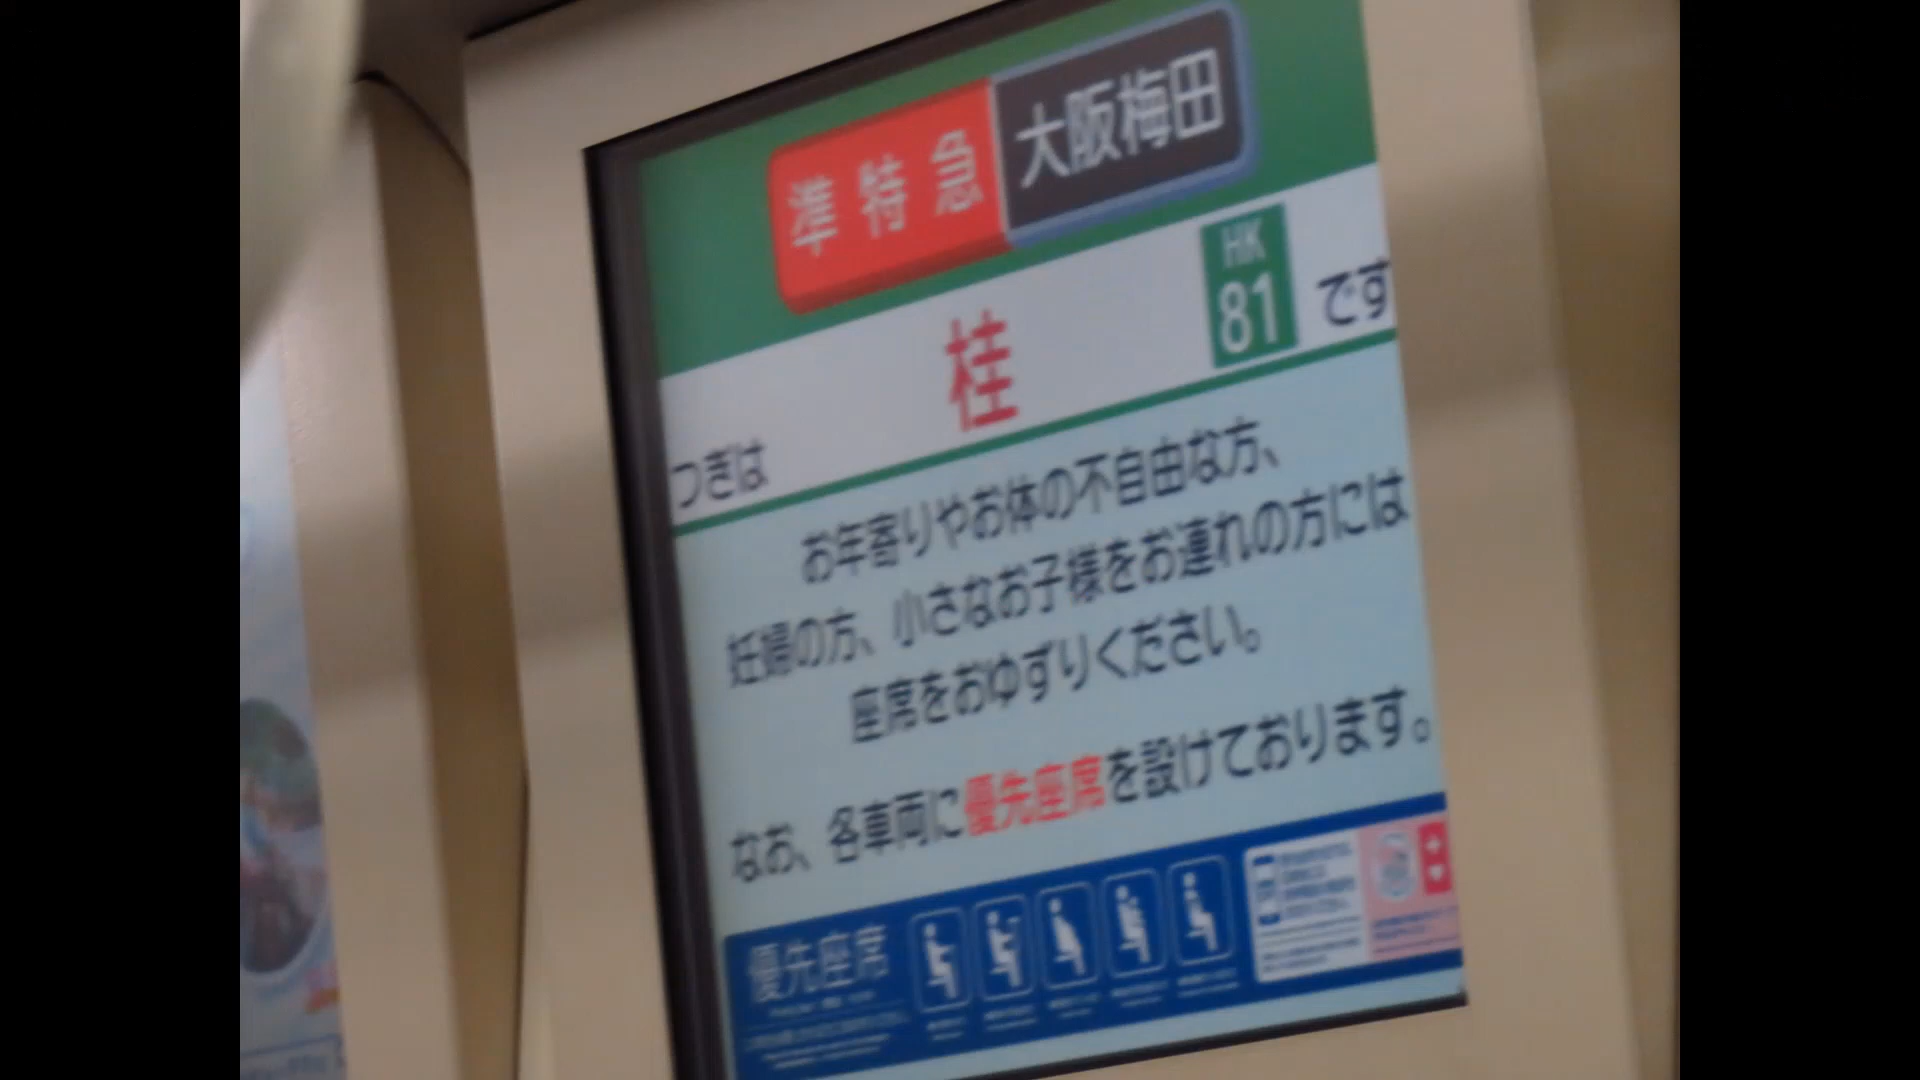 準特急 大阪梅田
つぎは 桂 HK 81 です
お年寄りやお体の不自由な方、
妊婦の方、小さなお子様をお連れの方には
座席をおゆずりください。
なお、各車両に優先座席を設けております。
優先座席